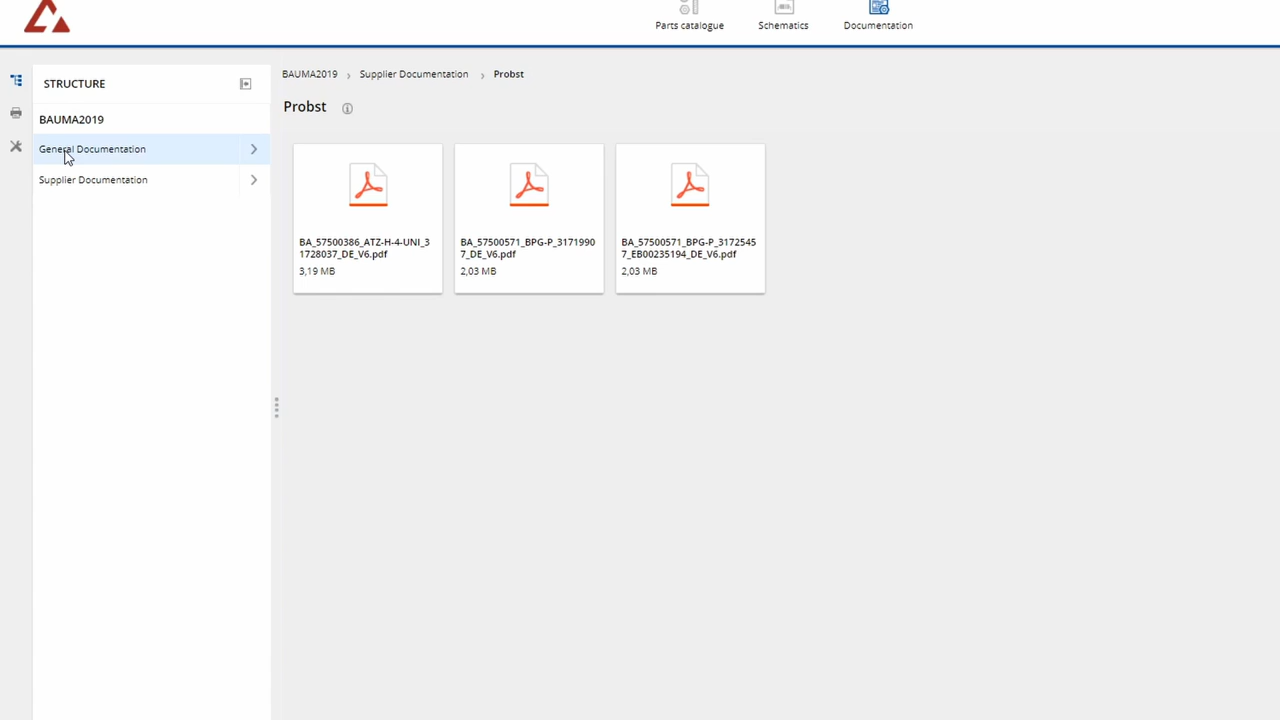 Parts catalogue
Schematics
Documentation
STRUCTURE
BAUMA2019
General Documentation
Supplier Documentation
BAUMA2019 › Supplier Documentation › Probst
Probst
BA_57500386_ATZ-H-4-UNI_3
1728037_DE_V6.pdf
3,19 MB
BA_57500571_BPG-P_3171990
7_DE_V6.pdf
2,03 MB
BA_57500571_BPG-P_3172545
7_EB00235194_DE_V6.pdf
2,03 MB